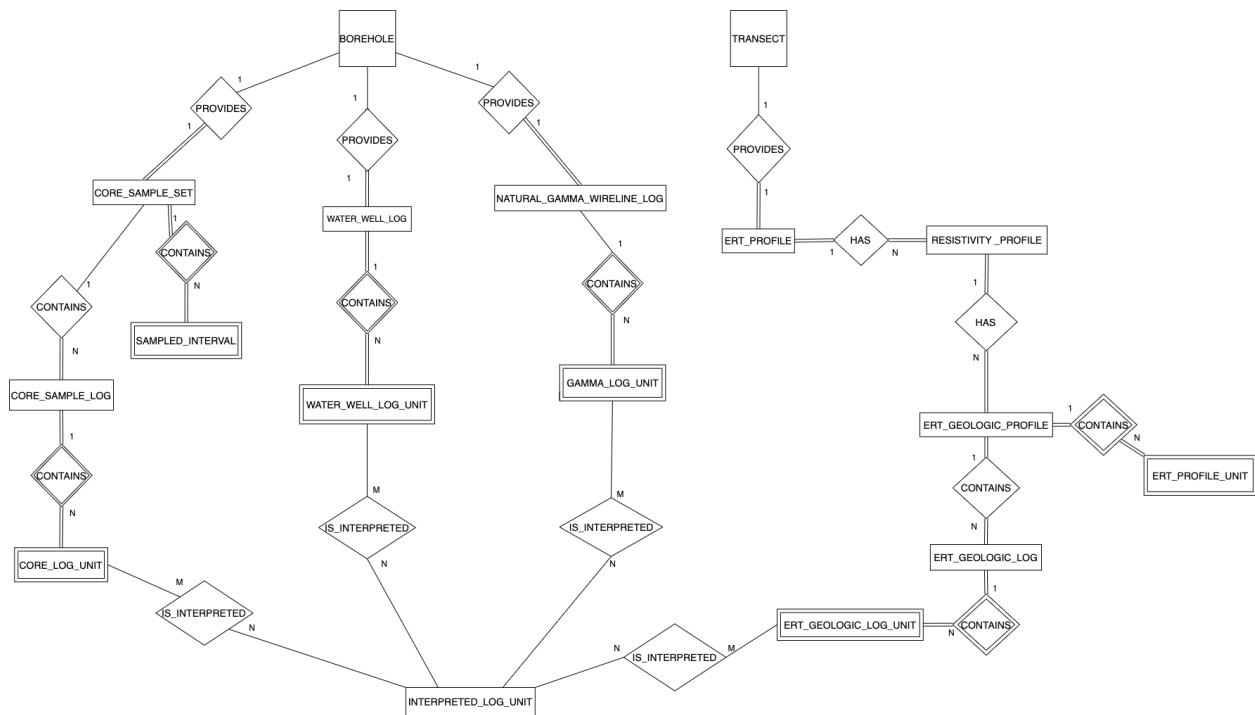 BOREHOLE
TRANSECT
1
1
1
1
PROVIDES
PROVIDES
PROVIDES
PROVIDES
1
1
1
1
CORE_SAMPLE_SET
WATER_WELL_LOG
NATURAL_GAMMA_WIRELINE_LOG
ERT_PROFILE
1
HAS
N
RESISTIVITY _PROFILE
1
1
1
1
1
CONTAINS
CONTAINS
CONTAINS
CONTAINS
HAS
N
N
N
N
N
SAMPLED_INTERVAL
CORE_SAMPLE_LOG
WATER_WELL_LOG_UNIT
GAMMA_LOG_UNIT
ERT_GEOLOGIC_PROFILE
1
CONTAINS
N
ERT_PROFILE_UNIT
1
1
CONTAINS
CONTAINS
N
N
M
M
IS_INTERPRETED
IS_INTERPRETED
N
N
CORE_LOG_UNIT
ERT_GEOLOGIC_LOG
M
1
IS_INTERPRETED
N
ERT_GEOLOGIC_LOG_UNIT
N
CONTAINS
N
IS_INTERPRETED
M
INTERPRETED_LOG_UNIT